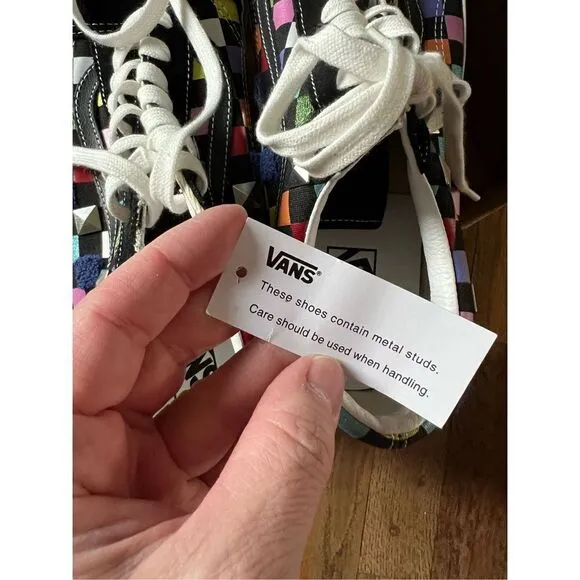 VANS®
These shoes contain metal studs.
Care should be used when handling.